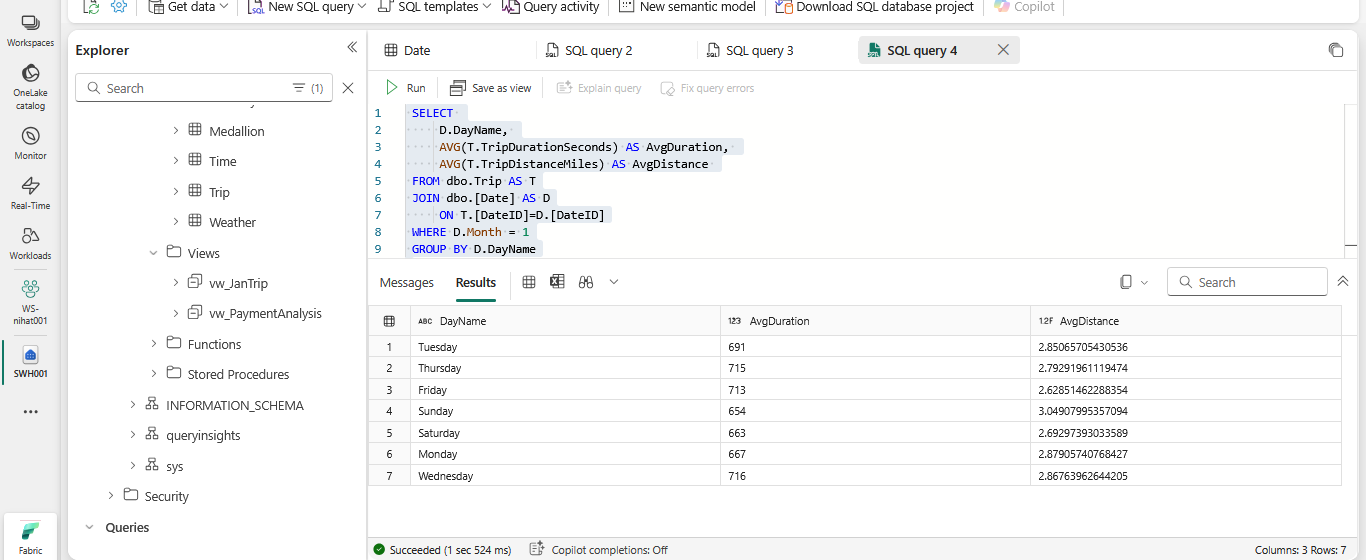 Get data
New SQL query
SQL templates
Query activity
New semantic model
Download SQL database project
Copilot
Workspaces
OneLake
catalog
Monitor
Real-Time
Workloads
WS-
nihat001
SWH001
Fabric
Explorer
Search
(1)
Medallion
Time
Trip
Weather
Views
vw_JanTrip
vw_PaymentAnalysis
Functions
Stored Procedures
INFORMATION_SCHEMA
queryinsights
sys
Security
Queries
Date
SQL query 2
SQL query 3
SQL query 4
Run
Save as view
Explain query
Fix query errors
1 SELECT
2 D.DayName,
3 AVG(T.TripDurationSeconds) AS AvgDuration,
4 AVG(T.TripDistanceMiles) AS AvgDistance
5 FROM dbo.Trip AS T
6 JOIN dbo.[Date] AS D
7 ON T.[DateID]=D.[DateID]
8 WHERE D.Month = 1
9 GROUP BY D.DayName
Messages
Results
Search
ABC DayName 123 AvgDuration 1.2F AvgDistance
1 Tuesday 691 2.85065705430536
2 Thursday 715 2.79291961119474
3 Friday 713 2.62851462288354
4 Sunday 654 3.04907995357094
5 Saturday 663 2.69297393033589
6 Monday 667 2.87905740768427
7 Wednesday 716 2.86763962644205
Succeeded (1 sec 524 ms)
Copilot completions: Off
Columns: 3 Rows: 7